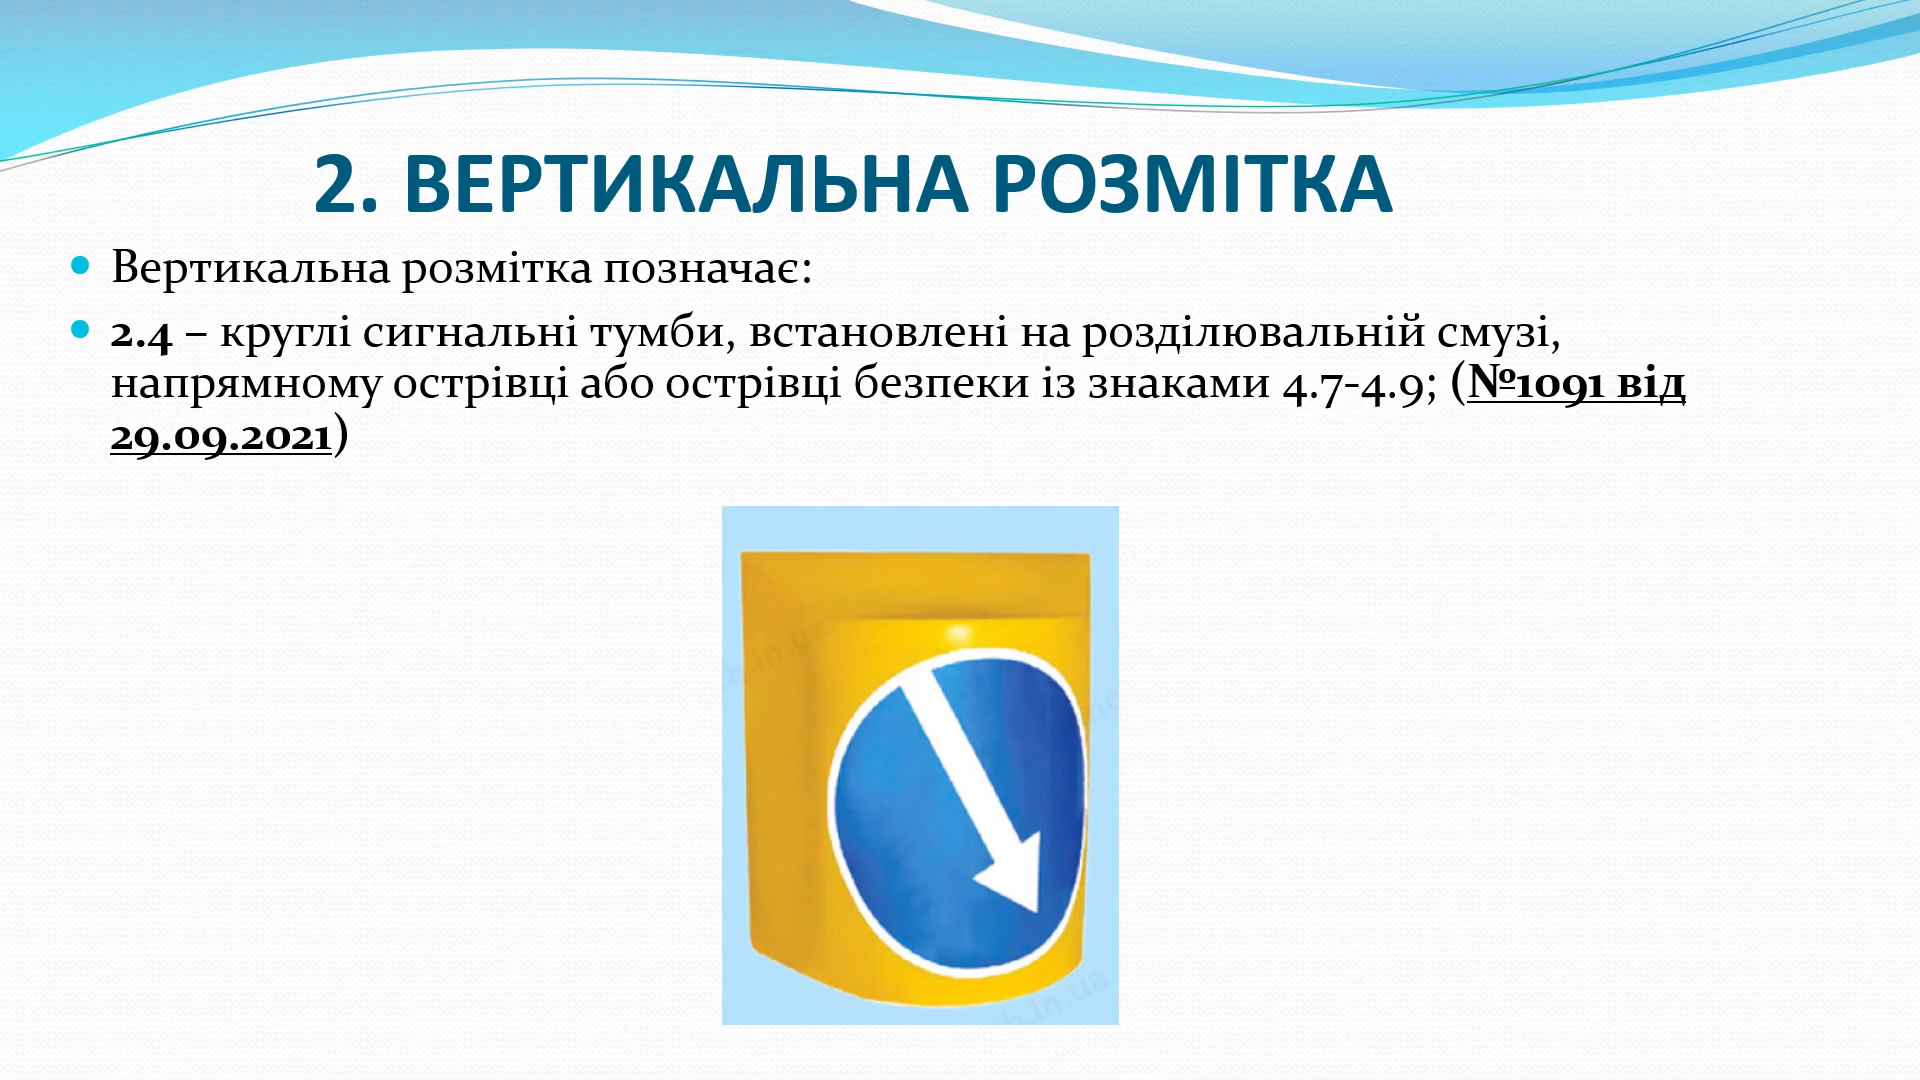 2. ВЕРТИКАЛЬНА РОЗМІТКА
• Вертикальна розмітка позначає:
• 2.4 – круглі сигнальні тумби, встановлені на розділювальній смузі,
напрямному острівці або острівці безпеки із знаками 4.7-4.9; (№1091 від
29.09.2021)